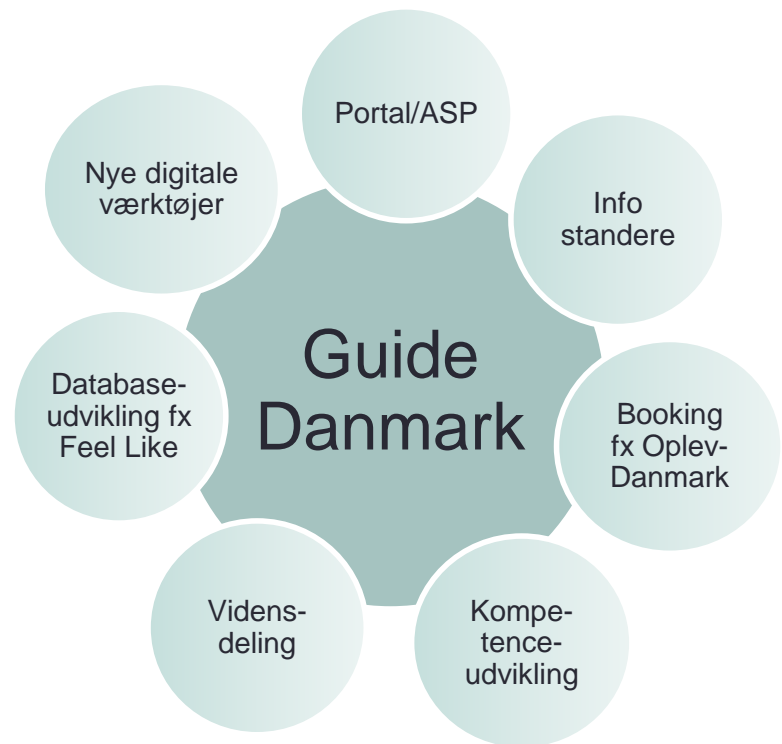 Portal/ASP
Nye digitale
værktøjer
Info
standere
Guide
Danmark
Database-
udvikling fx
Feel Like
Booking
fx Oplev-
Danmark
Videns-
deling
Kompe-
tence-
udvikling